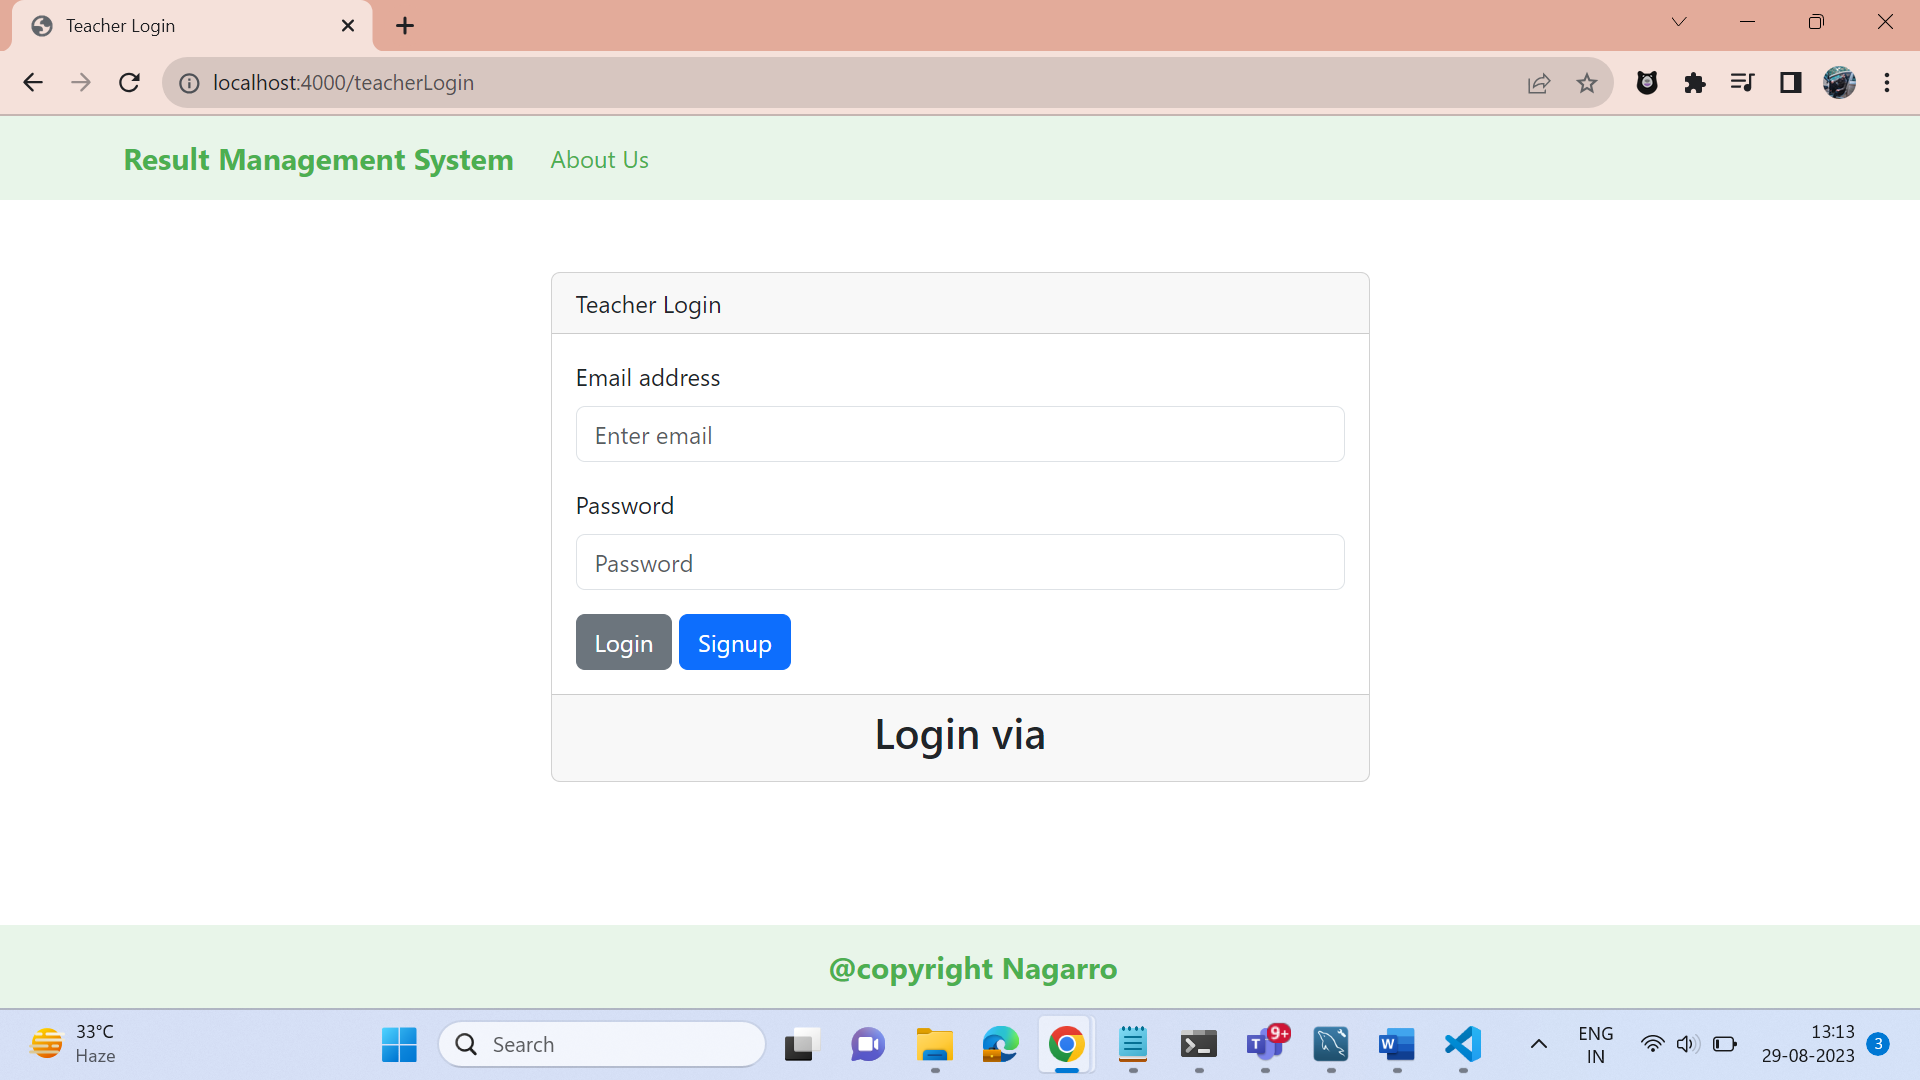 Teacher Login
localhost:4000/teacherLogin
Result Management System About Us
Teacher Login
Email address
Enter email
Password
Password
Login Signup
Login via
@copyright Nagarro
33°C
Haze
Search
T 9+
W
ENG
IN
13:13
29-08-2023
3